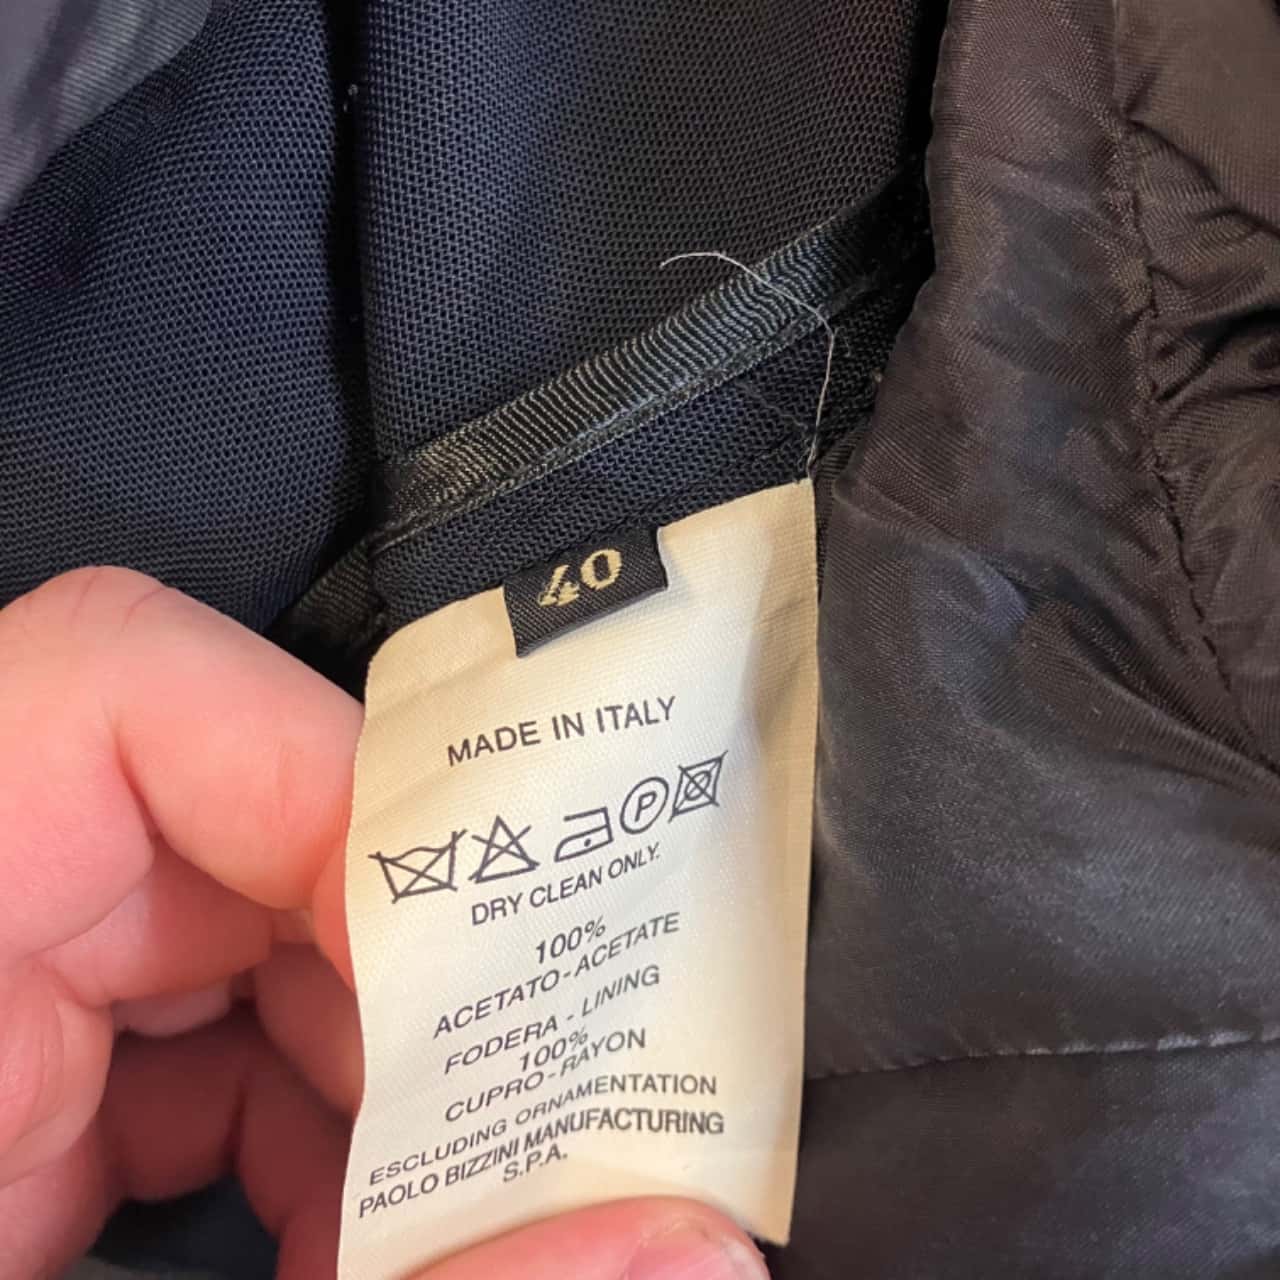 40
MADE IN ITALY
P
DRY CLEAN ONLY.
100%
ACETATO-ACETATE
FODERA - LINING
100%
CUPRO-RAYON
ESCLUDING ORNAMENTATION
PAOLO BIZZINI MANUFACTURING
S.P.A.